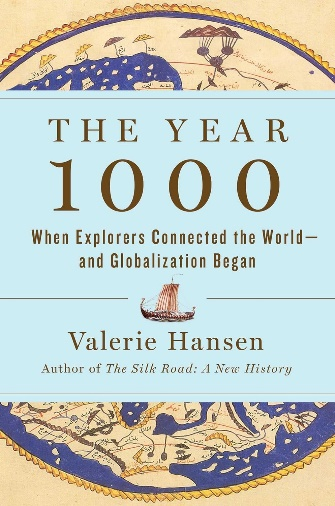 THE YEAR
1000
When Explorers Connected the World—
and Globalization Began
Valerie Hansen
Author of The Silk Road: A New History